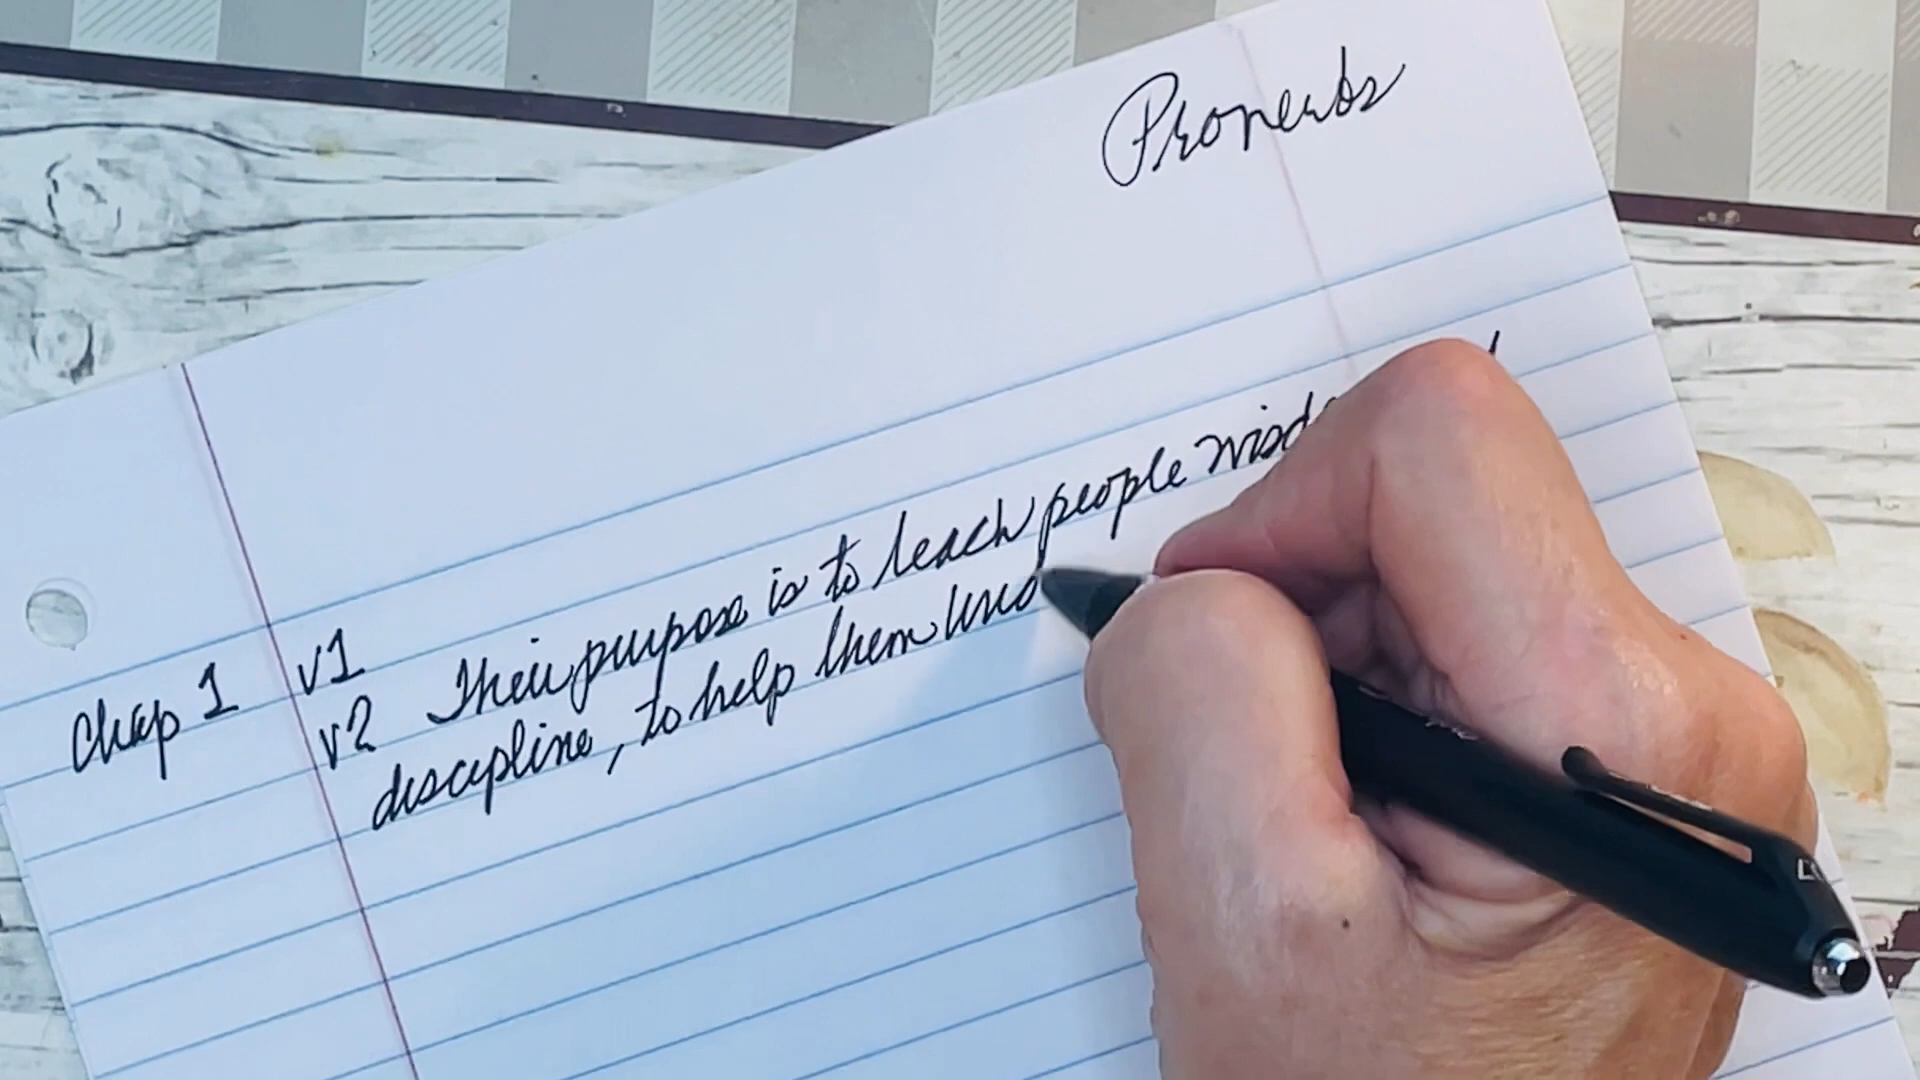 Proverbs
Chap 1 v1
v2 Their purpose is to teach people
discipline, to help them